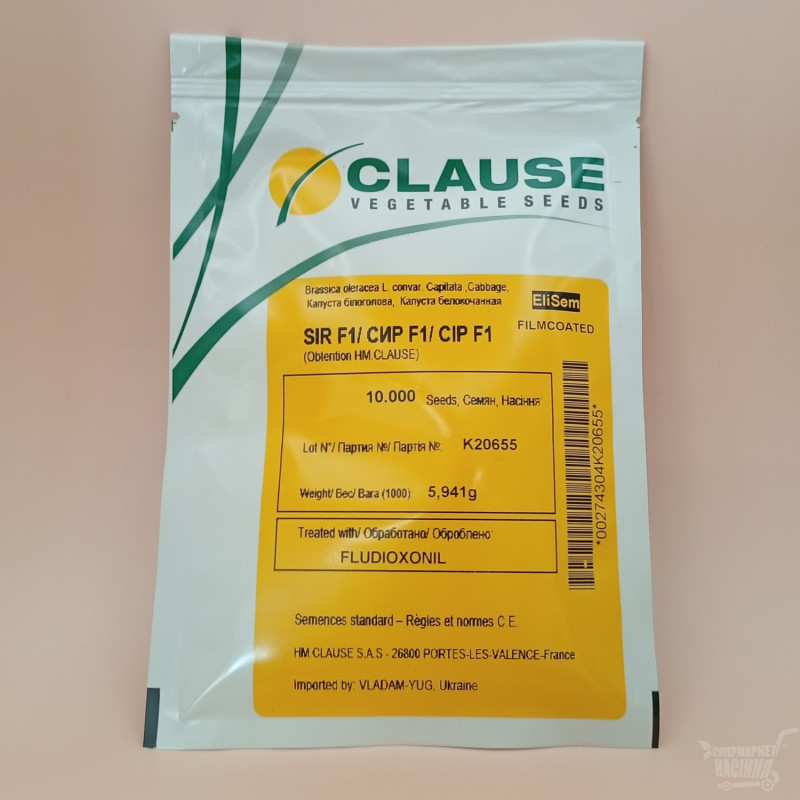 CLAUSE
VEGETABLE SEEDS
Brassica oleracea L. convar. Capitata ,Cabbage,
Капуста білоголова, Капуста белокочанная
EliSem
FILMCOATED
SIR F1/ СИР F1/ СІР F1
(Obtention HM.CLAUSE)
10.000 Seeds, Семян, Насіння
Lot N°/ Партия №/ Партія №: K20655
Weight/ Вес/ Вага (1000) 5,941g
*00274304K20655*
Treated with/ Обработано/ Оброблено:
FLUDIOXONIL
Semences standard – Règles et normes C.E.
HM.CLAUSE S.A.S - 26800 PORTES-LES-VALENCE-France
Imported by: VLADAM-YUG, Ukraine
СУПЕРМАРКЕТ
НАСІННЯ